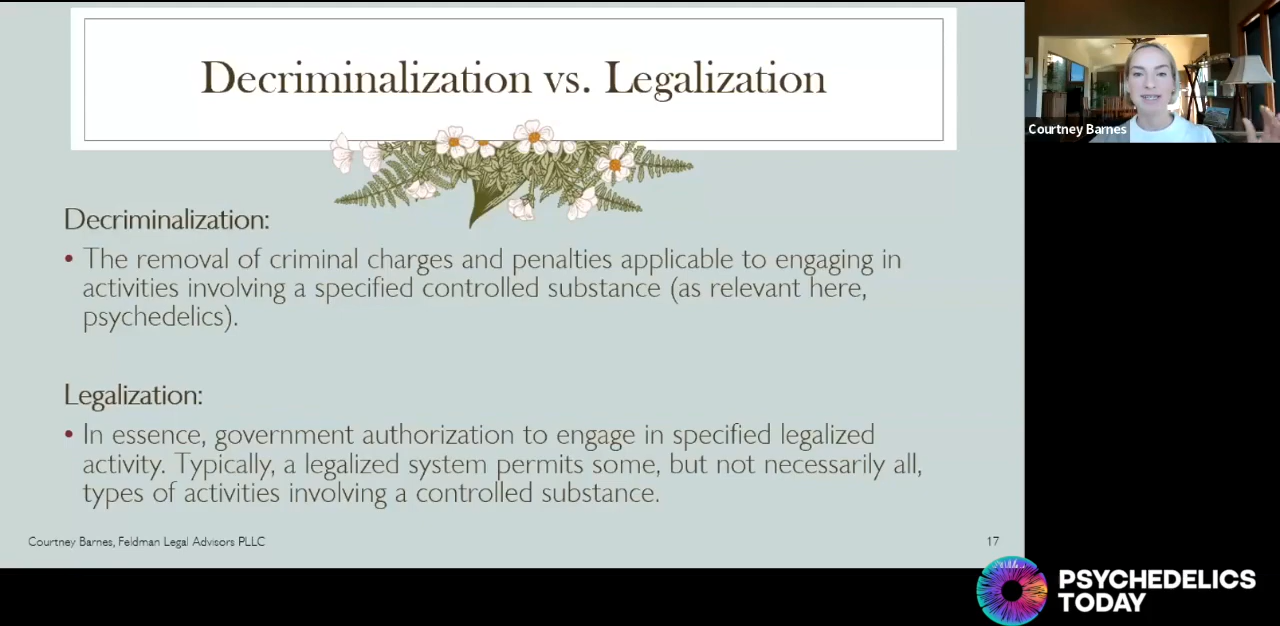 Decriminalization vs. Legalization
Courtney Barnes
Decriminalization:
• The removal of criminal charges and penalties applicable to engaging in
activities involving a specified controlled substance (as relevant here,
psychedelics).
Legalization:
• In essence, government authorization to engage in specified legalized
activity. Typically, a legalized system permits some, but not necessarily all,
types of activities involving a controlled substance.
Courtney Barnes, Feldman Legal Advisors PLLC
17
PSYCHEDELICS
TODAY